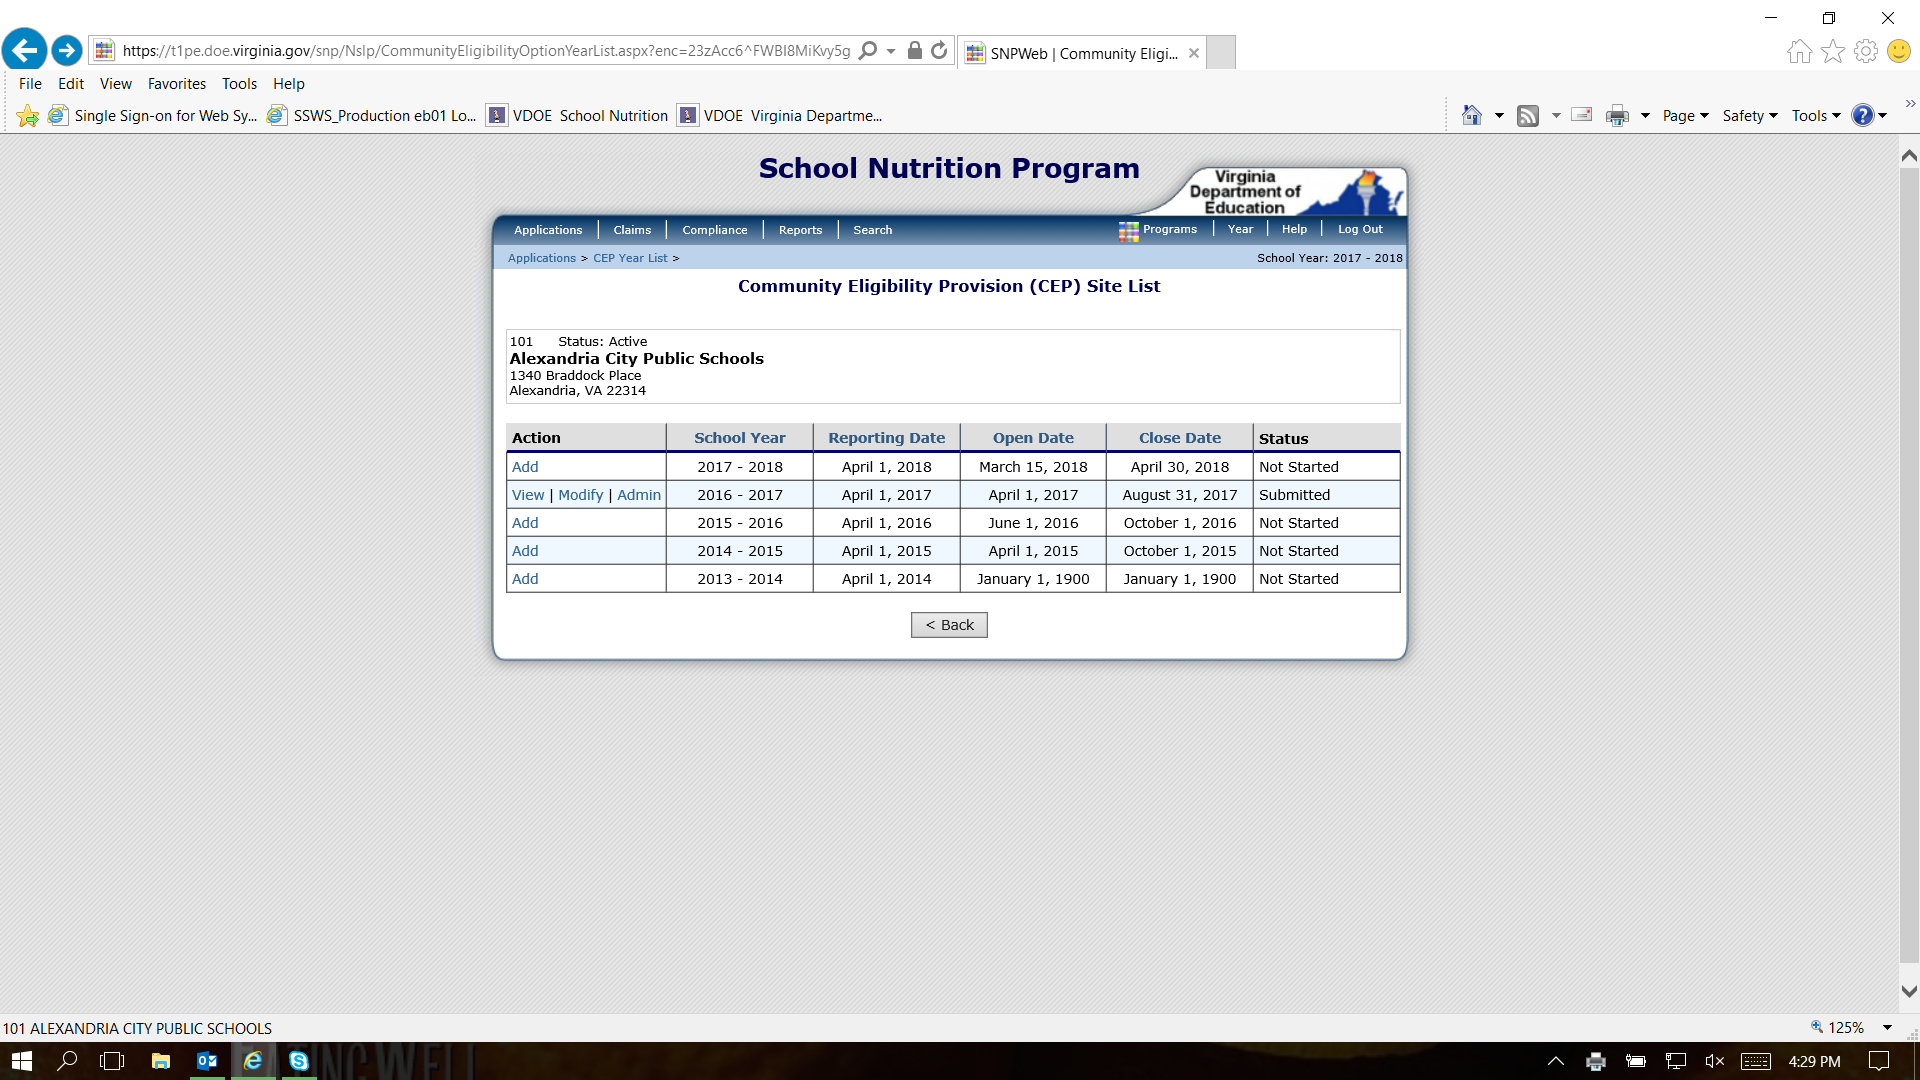 https://t1pe.doe.virginia.gov/snp/Nslp/CommunityEligibilityOptionYearList.aspx?enc=23zAcc6^FWBI8MiKvy5g
SNPWeb | Community Eligi...
File Edit View Favorites Tools Help
Single Sign-on for Web Sy... SSWS_Production eb01 Lo... VDOE School Nutrition VDOE Virginia Departme...
Page Safety Tools
School Nutrition Program
Virginia
Department of
Education
Applications Claims Compliance Reports Search Programs Year Help Log Out
Applications > CEP Year List > School Year: 2017 - 2018
Community Eligibility Provision (CEP) Site List
101 Status: Active
Alexandria City Public Schools
1340 Braddock Place
Alexandria, VA 22314
Action School Year Reporting Date Open Date Close Date Status
Add 2017 - 2018 April 1, 2018 March 15, 2018 April 30, 2018 Not Started
View | Modify | Admin 2016 - 2017 April 1, 2017 April 1, 2017 August 31, 2017 Submitted
Add 2015 - 2016 April 1, 2016 June 1, 2016 October 1, 2016 Not Started
Add 2014 - 2015 April 1, 2015 April 1, 2015 October 1, 2015 Not Started
Add 2013 - 2014 April 1, 2014 January 1, 1900 January 1, 1900 Not Started
< Back
101 ALEXANDRIA CITY PUBLIC SCHOOLS
125%
4:29 PM